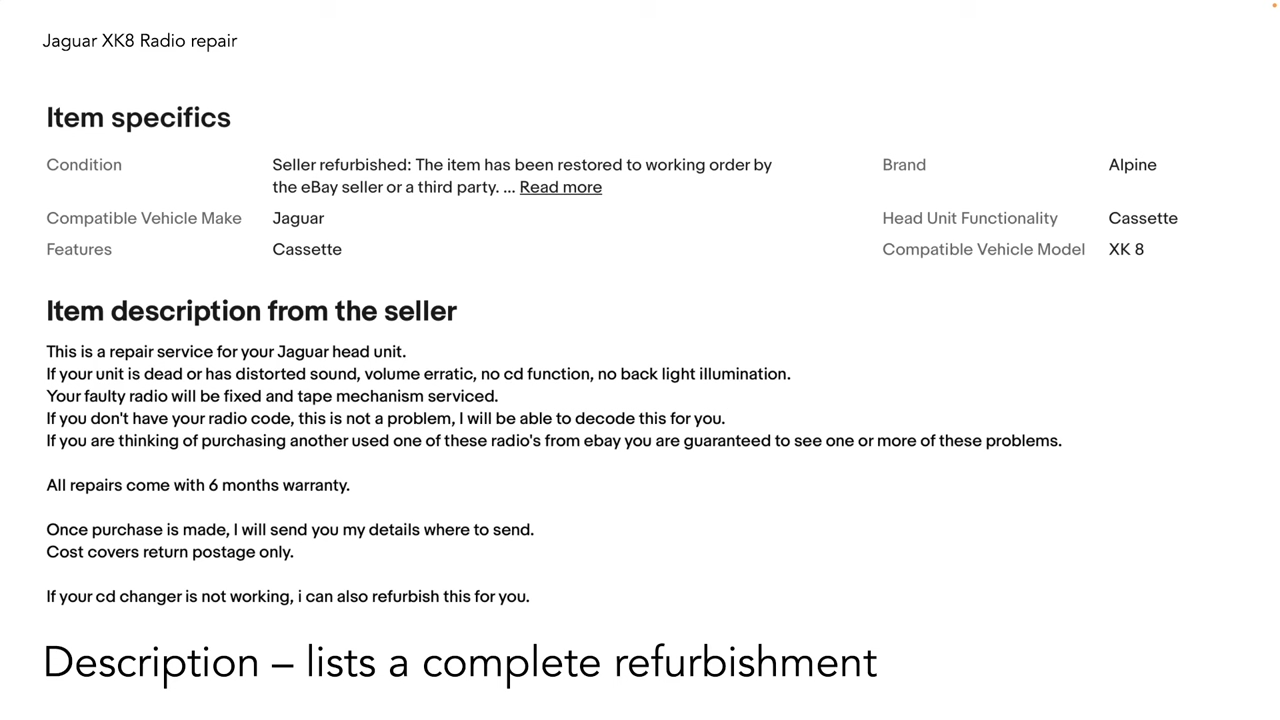 Jaguar XK8 Radio repair
Item specifics
Condition Seller refurbished: The item has been restored to working order by Brand Alpine
the eBay seller or a third party. ... Read more
Compatible Vehicle Make Jaguar Head Unit Functionality Cassette
Features Cassette Compatible Vehicle Model XK 8
Item description from the seller
This is a repair service for your Jaguar head unit.
If your unit is dead or has distorted sound, volume erratic, no cd function, no back light illumination.
Your faulty radio will be fixed and tape mechanism serviced.
If you don't have your radio code, this is not a problem, I will be able to decode this for you.
If you are thinking of purchasing another used one of these radio's from ebay you are guaranteed to see one or more of these problems.
All repairs come with 6 months warranty.
Once purchase is made, I will send you my details where to send.
Cost covers return postage only.
If your cd changer is not working, i can also refurbish this for you.
Description – lists a complete refurbishment